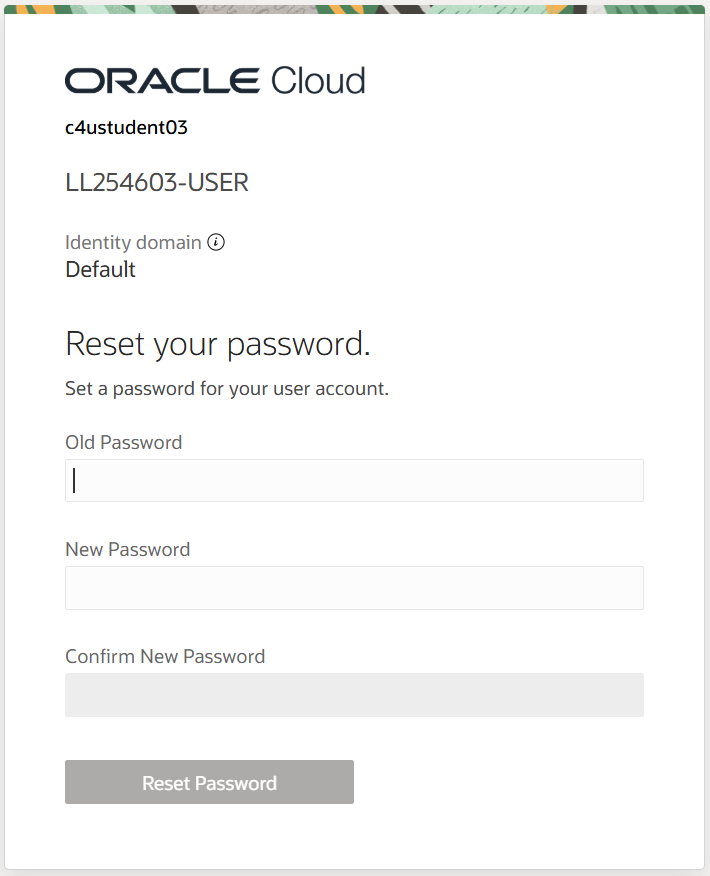 ORACLE Cloud
c4ustudent03
LL254603-USER
Identity domain
Default
Reset your password.
Set a password for your user account.
Old Password
New Password
Confirm New Password
Reset Password